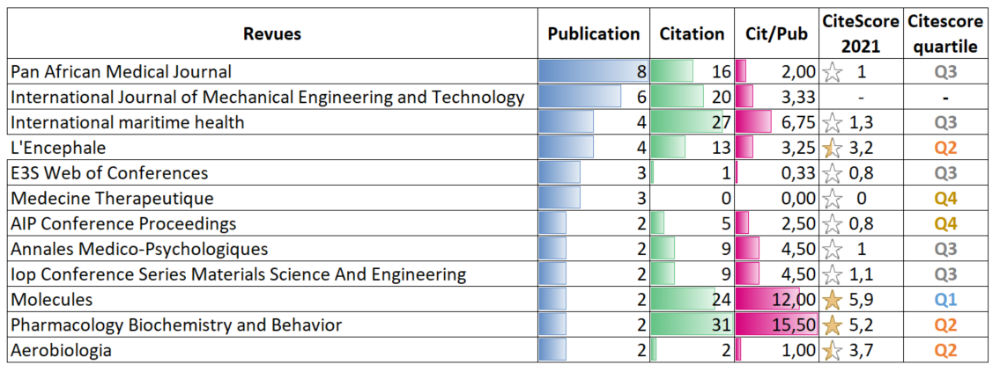 Revues Publication Citation Cit/Pub CiteScore 2021 Citescore quartile
Pan African Medical Journal 8 16 2,00 1 Q3
International Journal of Mechanical Engineering and Technology 6 20 3,33 - -
International maritime health 4 27 6,75 1,3 Q3
L'Encephale 4 13 3,25 3,2 Q2
E3S Web of Conferences 3 1 0,33 0,8 Q3
Medecine Therapeutique 3 0 0,00 0 Q4
AIP Conference Proceedings 2 5 2,50 0,8 Q4
Annales Medico-Psychologiques 2 9 4,50 1 Q3
Iop Conference Series Materials Science And Engineering 2 9 4,50 1,1 Q3
Molecules 2 24 12,00 5,9 Q1
Pharmacology Biochemistry and Behavior 2 31 15,50 5,2 Q2
Aerobiologia 2 2 1,00 3,7 Q2